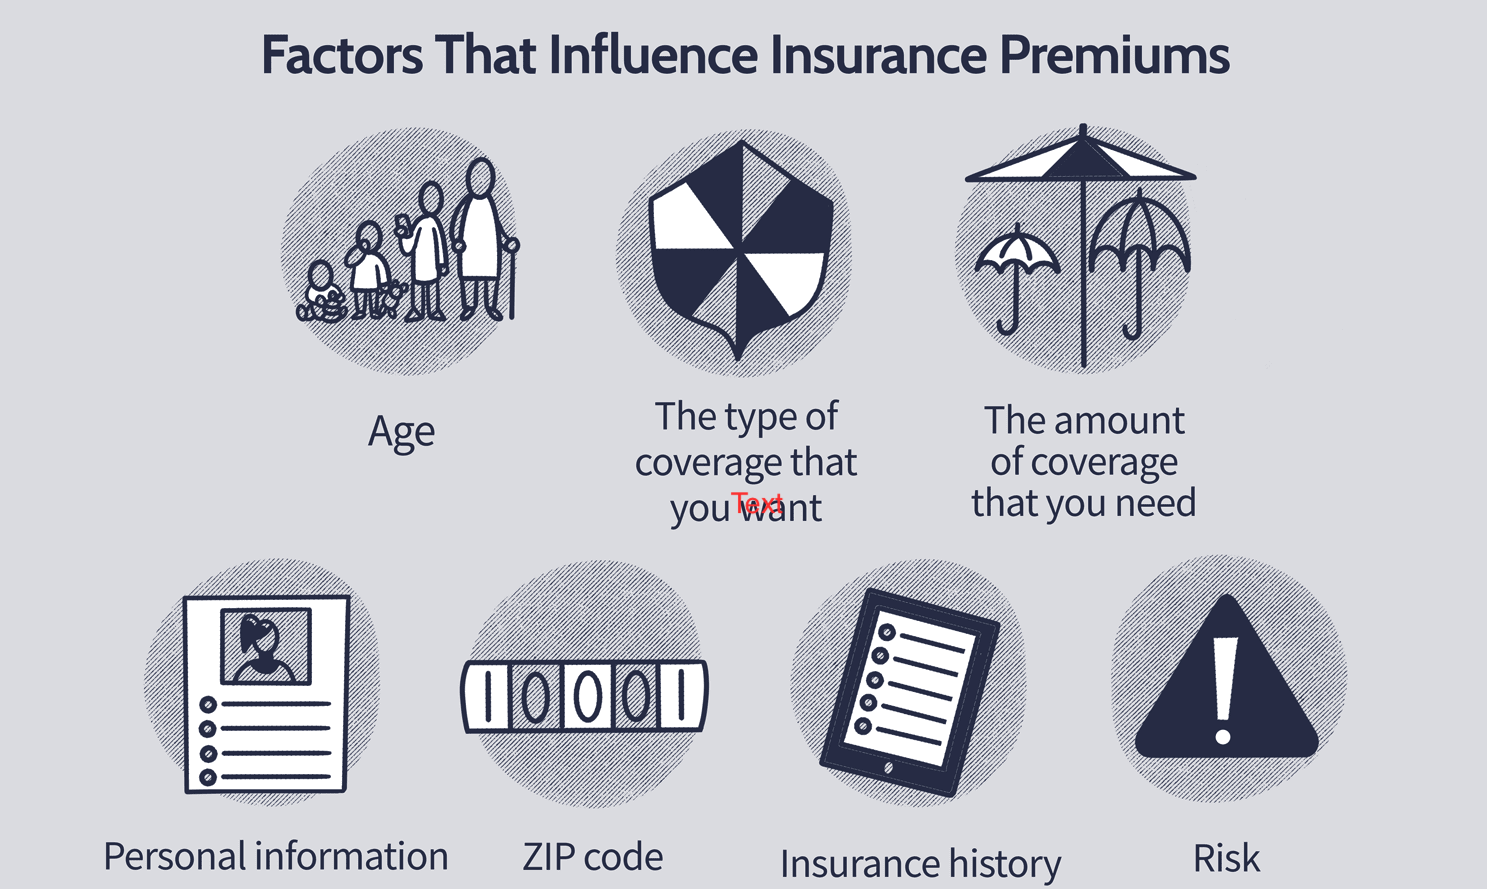 Factors That Influence Insurance Premiums
Age
The type of
coverage that
you want
Text
The amount
of coverage
that you need
10001
Personal information
ZIP code
Insurance history
Risk